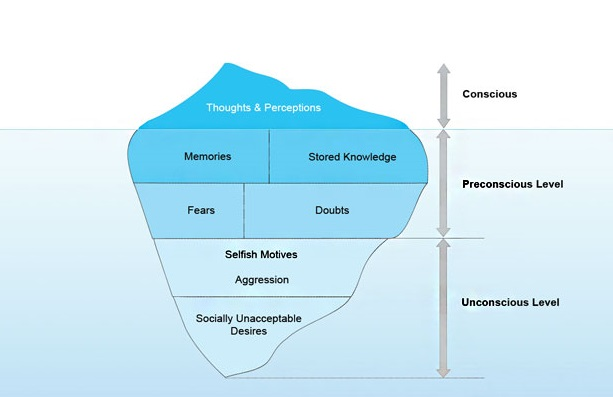 Conscious
Thoughts & Perceptions
Memories
Stored Knowledge
Preconscious Level
Fears
Doubts
Selfish Motives
Aggression
Unconscious Level
Socially Unacceptable
Desires